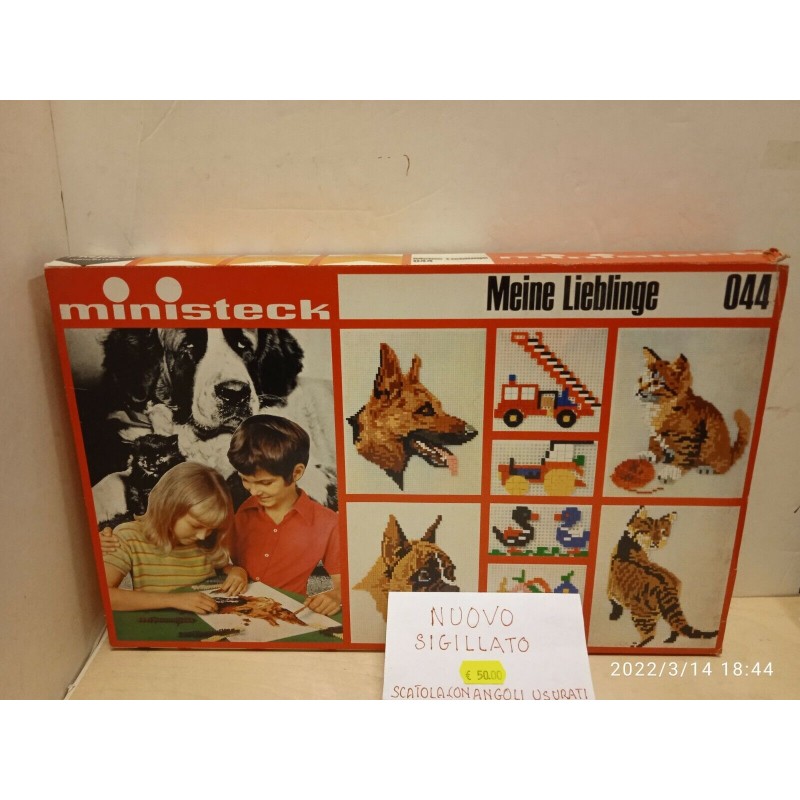 ministeck
Meine Lieblinge 044
NUOVO
SIGILLATO
€ 50.00
SCATOLA CON ANGOLI USURATI
2022/3/14 18:44